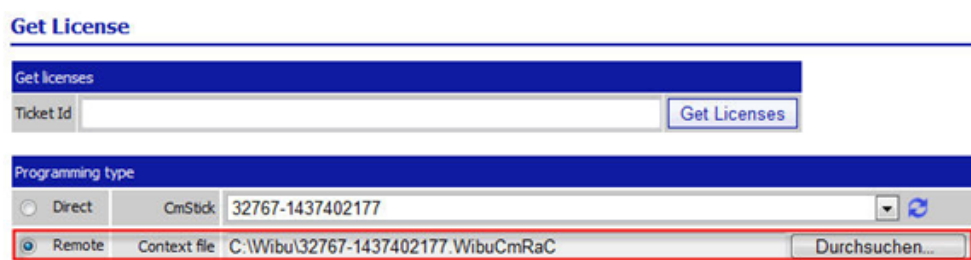 Get License
Get licenses
Ticket Id Get Licenses
Programming type
Direct CmStick 32767-1437402177
Remote Context file C:\Wibu\32767-1437402177.WibuCmRaC Durchsuchen...